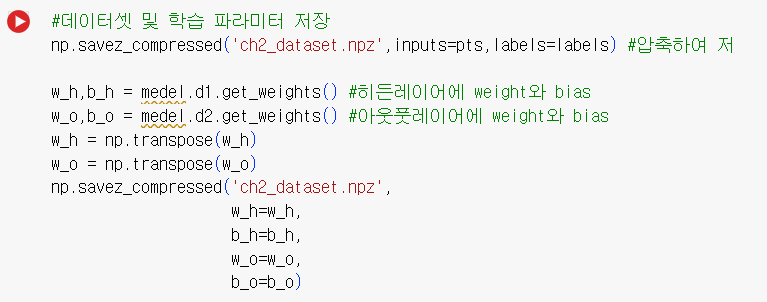 #데이터셋 및 학습 파라미터 저장
np.savez_compressed('ch2_dataset.npz',inputs=pts,labels=labels) #압축하여 저
w_h,b_h = medel.d1.get_weights() #히든레이어에 weight와 bias
w_o,b_o = medel.d2.get_weights() #아웃풋레이어에 weight와 bias
w_h = np.transpose(w_h)
w_o = np.transpose(w_o)
np.savez_compressed('ch2_dataset.npz',
w_h=w_h,
b_h=b_h,
w_o=w_o,
b_o=b_o)